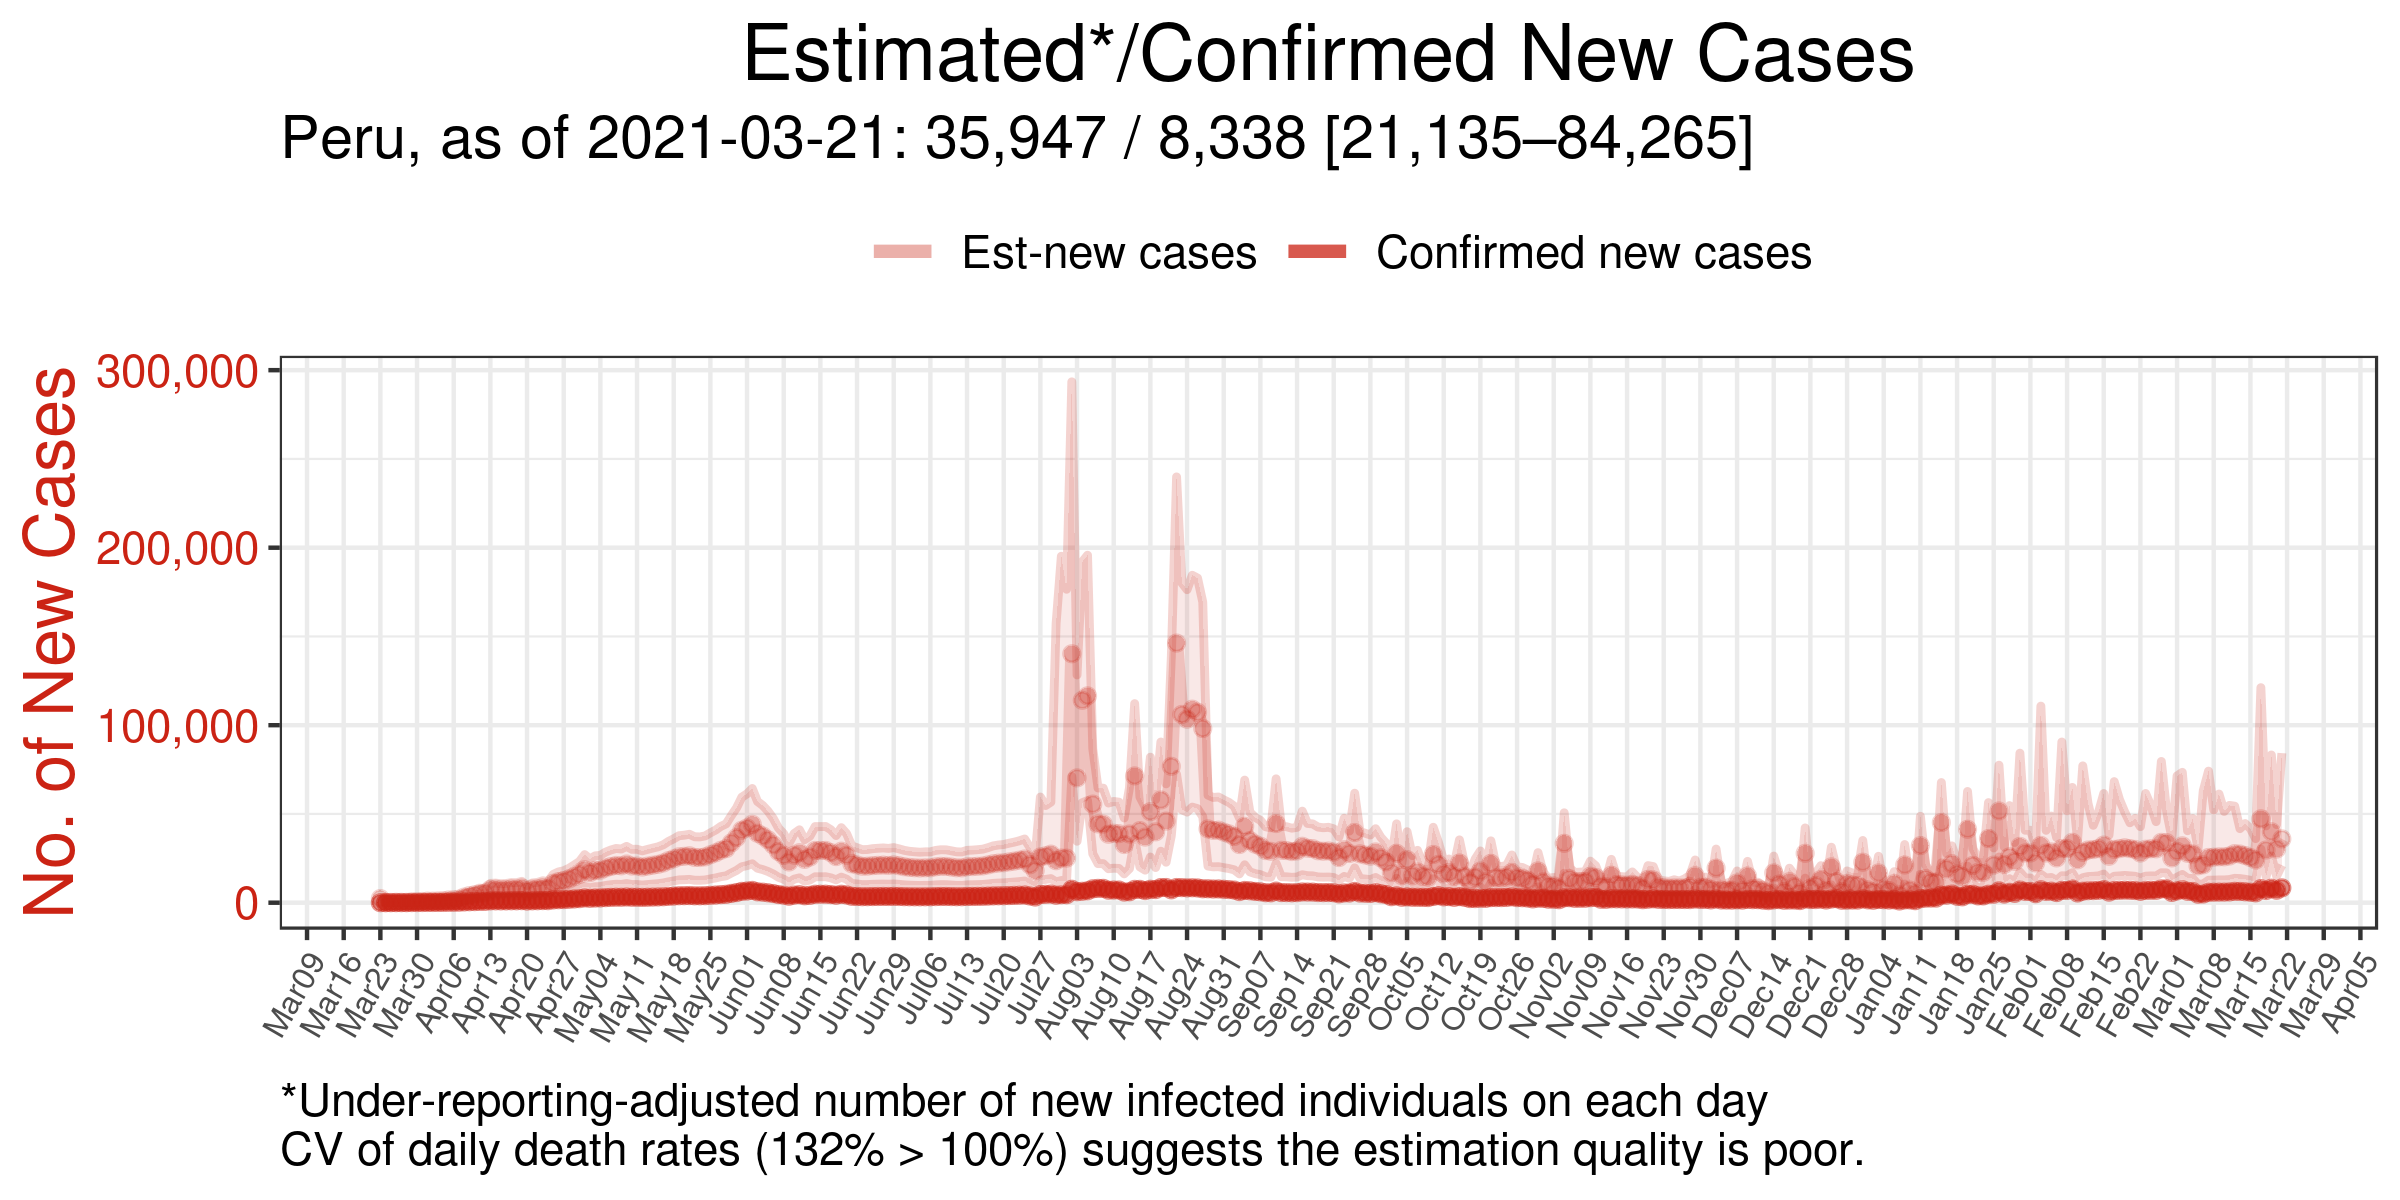 Estimated*/Confirmed New Cases
Peru, as of 2021-03-21: 35,947 / 8,338 [21,135–84,265]
Est-new cases
Confirmed new cases
No. of New Cases
300,000
200,000
100,000
0
Mar09
Mar16
Mar23
Mar30
Apr06
Apr13
Apr20
Apr27
May04
May11
May18
May25
Jun01
Jun08
Jun15
Jun22
Jun29
Jul06
Jul13
Jul20
Jul27
Aug03
Aug10
Aug17
Aug24
Aug31
Sep07
Sep14
Sep21
Sep28
Oct05
Oct12
Oct19
Oct26
Nov02
Nov09
Nov16
Nov23
Nov30
Dec07
Dec14
Dec21
Dec28
Jan04
Jan11
Jan18
Jan25
Feb01
Feb08
Feb15
Feb22
Mar01
Mar08
Mar15
Mar22
Mar29
Apr05
*Under-reporting-adjusted number of new infected individuals on each day
CV of daily death rates (132% > 100%) suggests the estimation quality is poor.